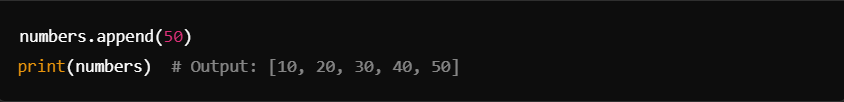 numbers.append(50)
print(numbers)  # Output: [10, 20, 30, 40, 50]